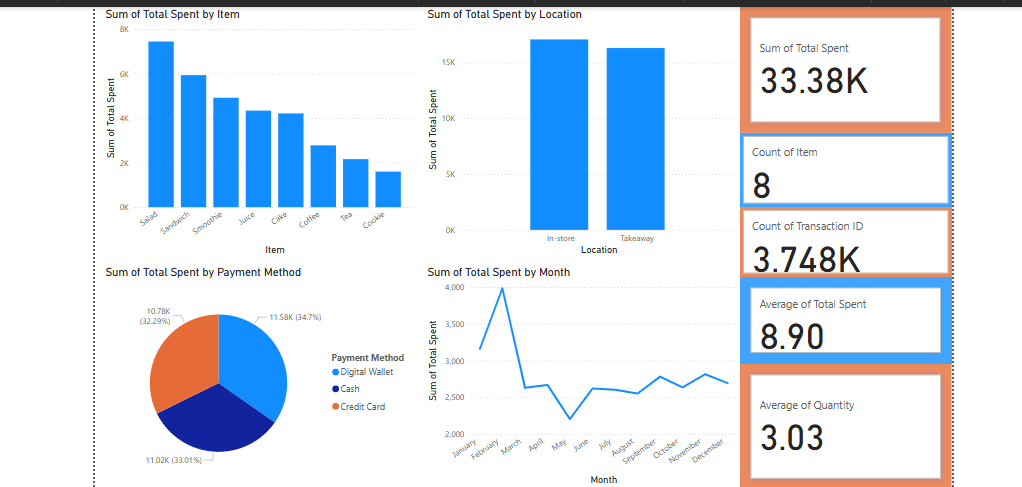 Sum of Total Spent by Item
Sum of Total Spent
8K
6K
4K
2K
0K
Salad
Sandwich
Smoothie
Juice
Cake
Coffee
Tea
Cookie
Item
Sum of Total Spent by Location
Sum of Total Spent
15K
10K
5K
0K
In-store
Takeaway
Location
Sum of Total Spent
33.38K
Count of Item
8
Count of Transaction ID
3.748K
Average of Total Spent
8.90
Average of Quantity
3.03
Sum of Total Spent by Payment Method
10.78K
(32.29%)
11.58K (34.7%)
11.02K (33.01%)
Payment Method
Digital Wallet
Cash
Credit Card
Sum of Total Spent by Month
Sum of Total Spent
4,000
3,500
3,000
2,500
2,000
January
February
March
April
May
June
July
August
September
October
November
December
Month